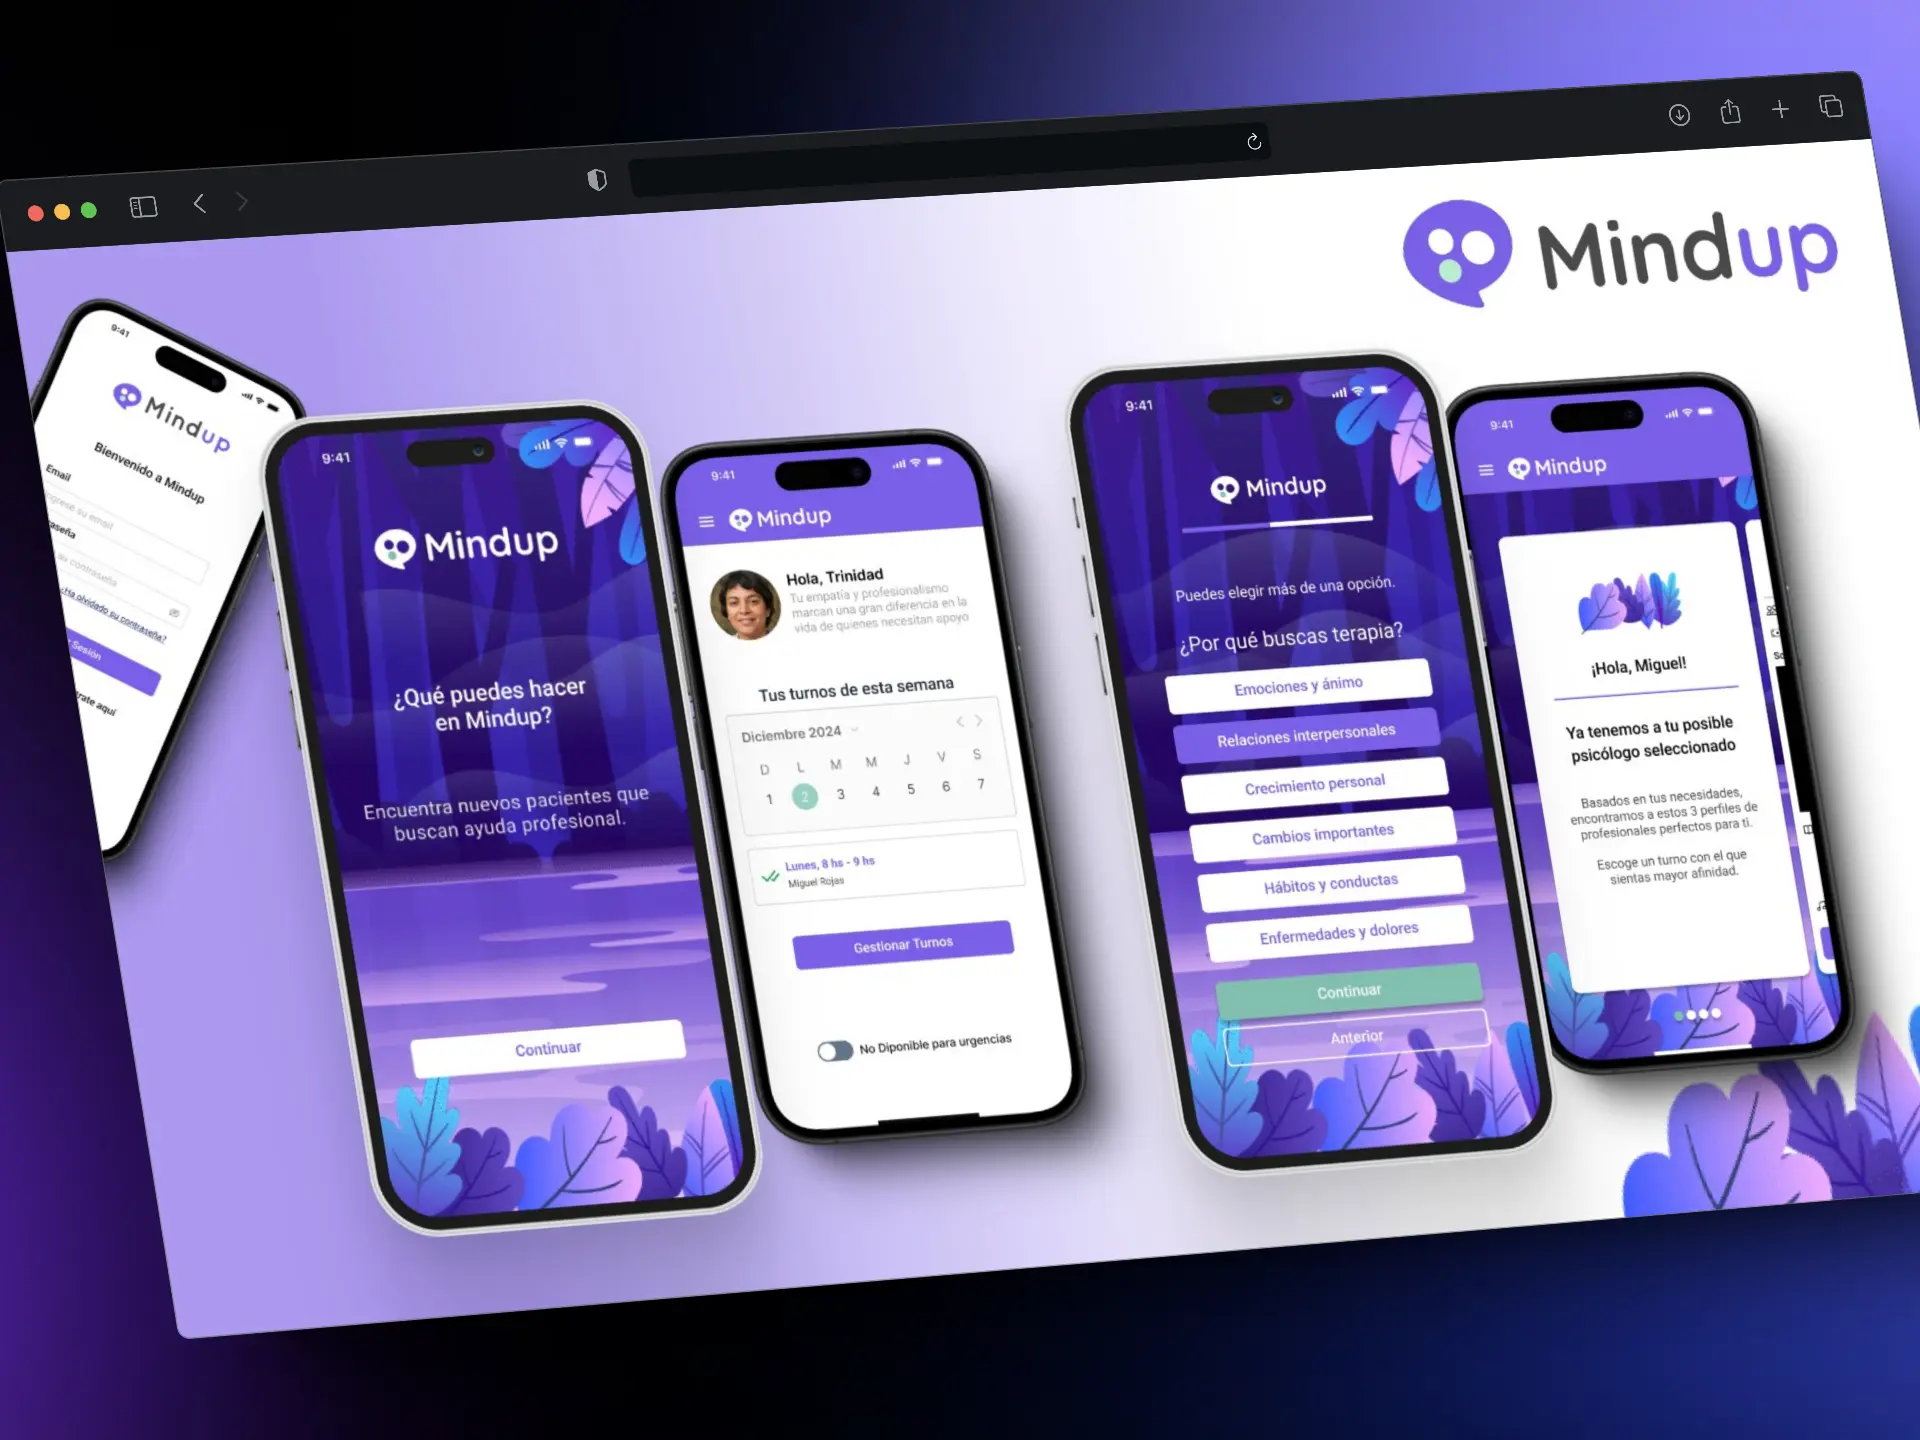 Mindup
9:41
Mindup
Bienvenido a Mindup
Email
su email
su contraseña
¿Ha olvidado su contraseña?
Sesión
aquí
9:41
Mindup
¿Qué puedes hacer
en Mindup?
Encuentra nuevos pacientes que
buscan ayuda profesional.
Continuar
9:41
Mindup
Hola, Trinidad
Tu empatía y profesionalismo
marcan una gran diferencia en la
vida de quienes necesitan apoyo
Tus turnos de esta semana
Diciembre 2024
D L M M J V S
1 2 3 4 5 6 7
Lunes, 8 hs - 9 hs
Miguel Rojas
Gestionar Turnos
No Diponible para urgencias
9:41
Mindup
Puedes elegir más de una opción.
¿Por qué buscas terapia?
Emociones y ánimo
Relaciones interpersonales
Crecimiento personal
Cambios importantes
Hábitos y conductas
Enfermedades y dolores
Continuar
Anterior
9:41
Mindup
¡Hola, Miguel!
Ya tenemos a tu posible
psicólogo seleccionado
Basados en tus necesidades,
encontramos a estos 3 perfiles de
profesionales perfectos para ti.
Escoge un turno con el que
sientas mayor afinidad.